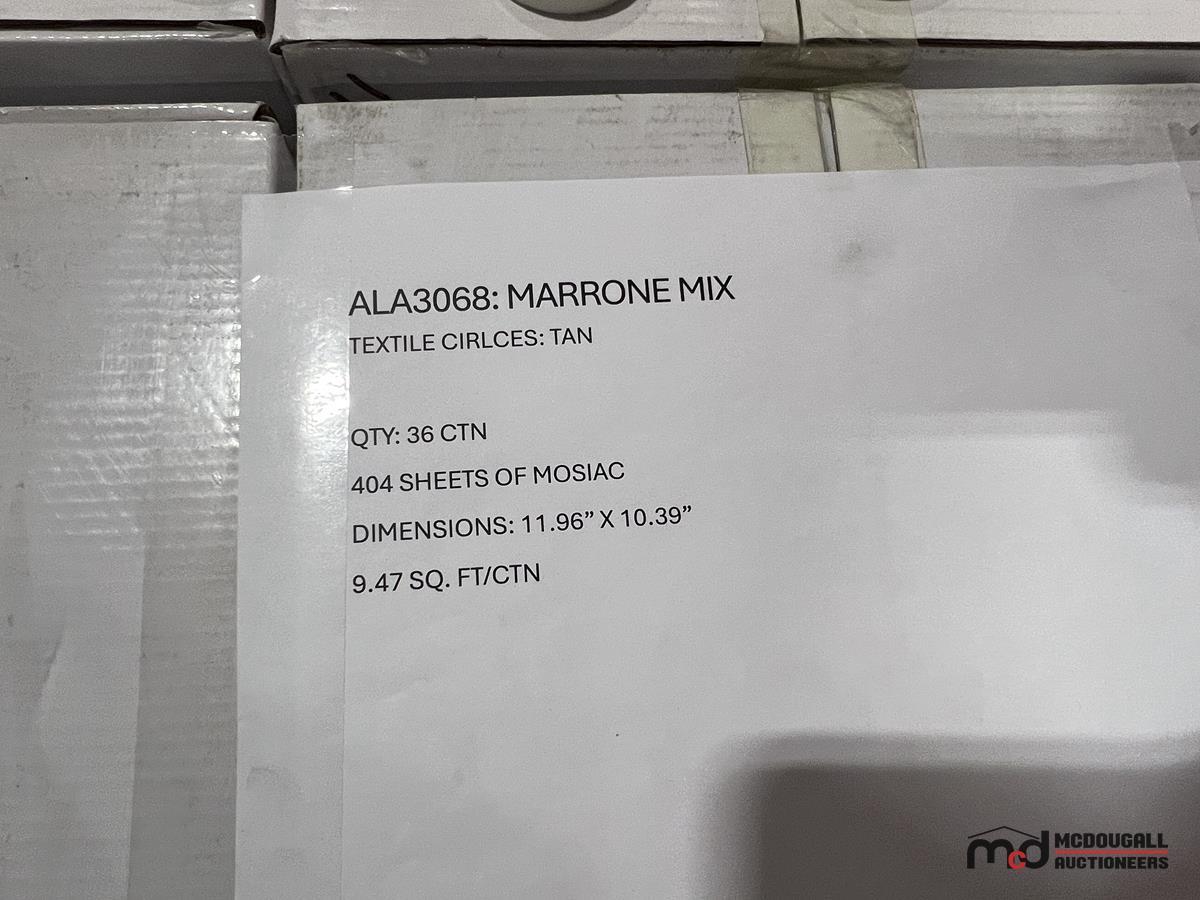 ALA3068: MARRONE MIX
TEXTILE CIRLCES: TAN
QTY: 36 CTN
404 SHEETS OF MOSIAC
DIMENSIONS: 11.96” X 10.39”
9.47 SQ. FT/CTN
mcd MCDOUGALL
AUCTIONEERS